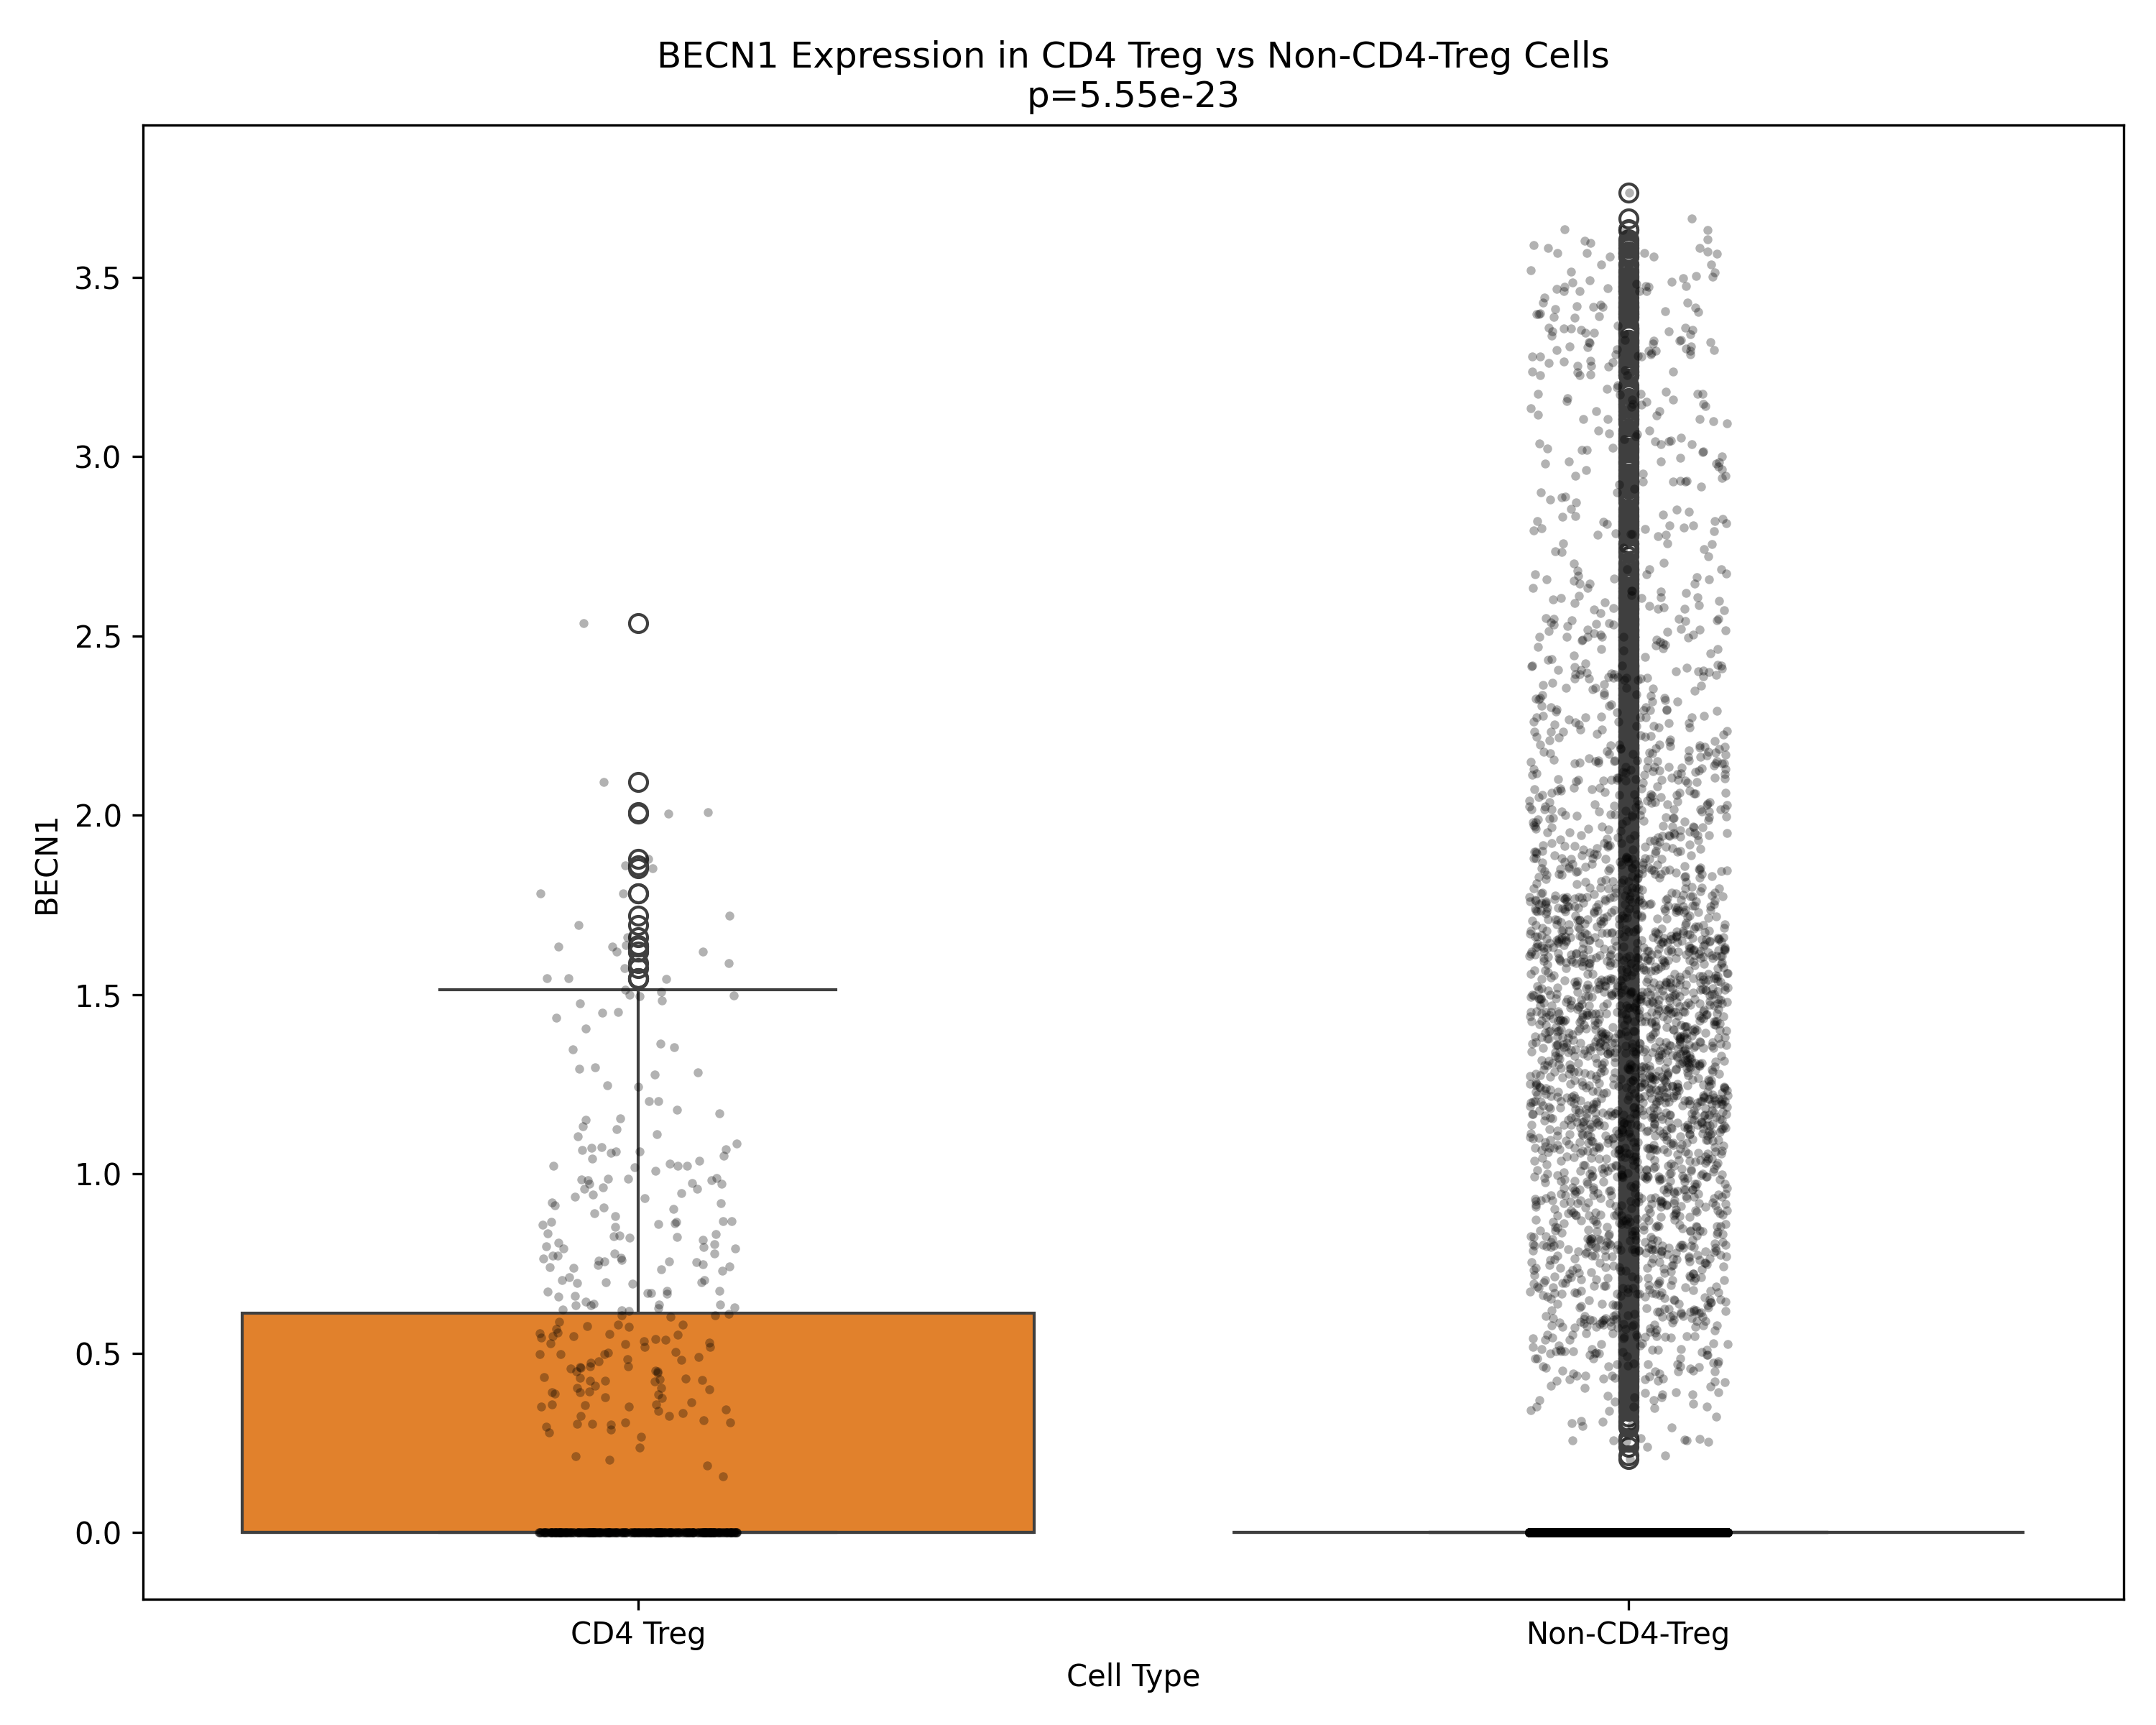 BECN1 Expression in CD4 Treg vs Non-CD4-Treg Cells
p=5.55e-23
3.5
3.0
2.5
2.0
1.5
1.0
0.5
0.0
BECN1
CD4 Treg
Non-CD4-Treg
Cell Type